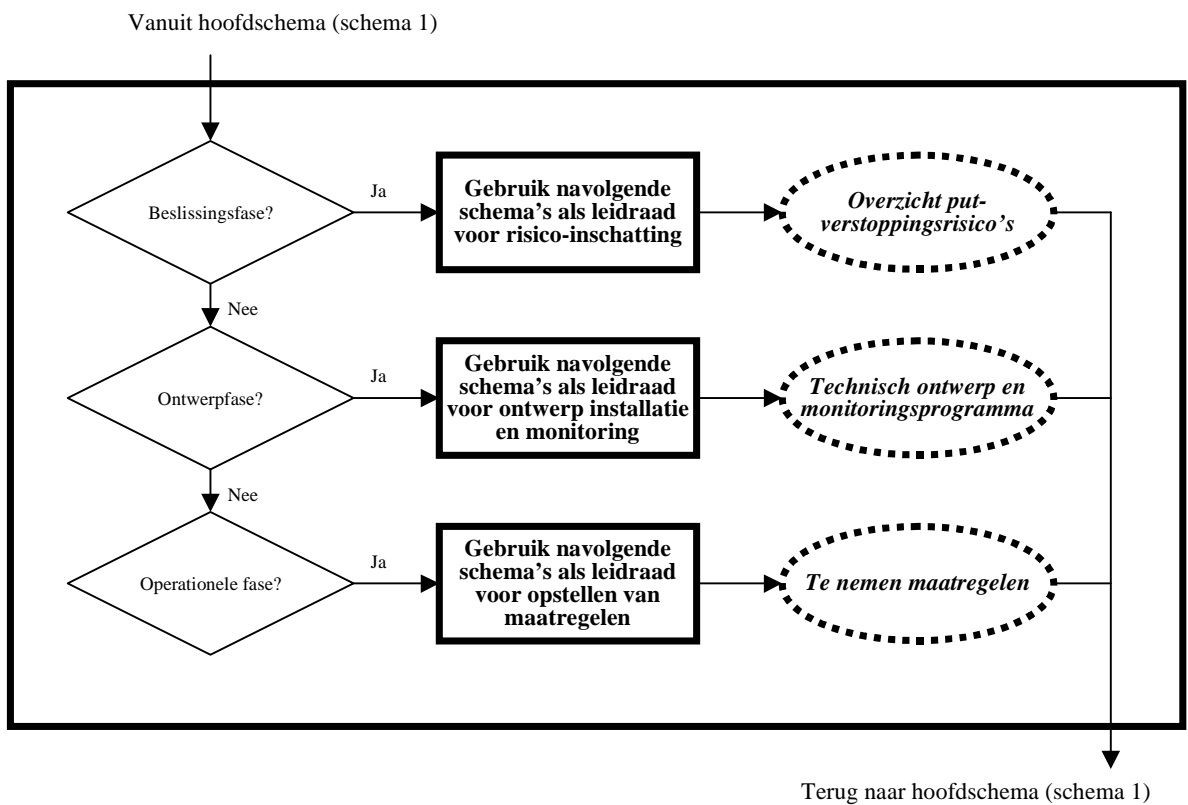 Vanuit hoofdschema (schema 1)
Beslissingsfase?
Ja
Gebruik navolgende
schema's als leidraad
voor risico-inschatting
Overzicht put-
verstoppingsrisico's
Nee
Ontwerpfase?
Ja
Gebruik navolgende
schema's als leidraad
voor ontwerp installatie
en monitoring
Technisch ontwerp en
monitoringsprogramma
Nee
Operationele fase?
Ja
Gebruik navolgende
schema's als leidraad
voor opstellen van
maatregelen
Te nemen maatregelen
Terug naar hoofdschema (schema 1)